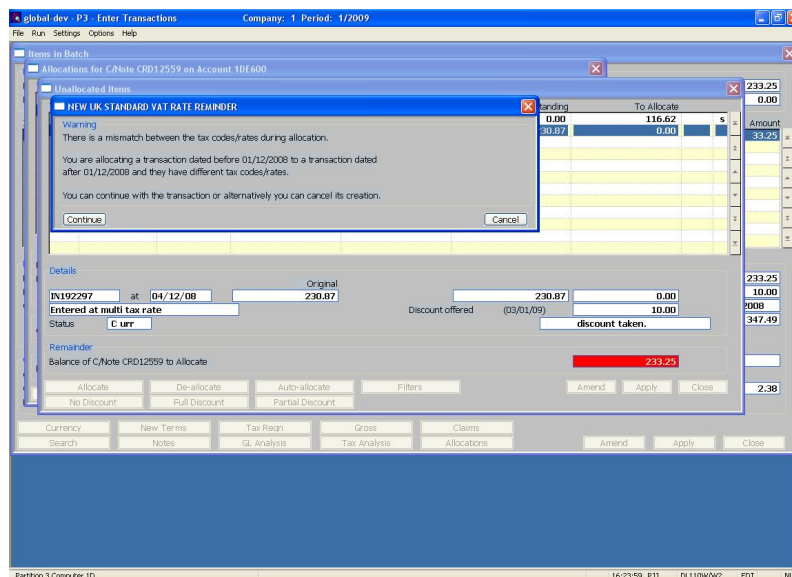 global-dev - P3 - Enter Transactions Company: 1 Period: 1/2009
File Run Settings Options Help
Items in Batch
Allocations for C/Note CRD12559 on Account 1DE600
Unallocated Items
233.25
0.00
NEW UK STANDARD VAT RATE REMINDER
tanding To Allocate
0.00 116.62 s
Amount
30.87 0.00
33.25
Warning
There is a mismatch between the tax codes/rates during allocation.
You are allocating a transaction dated before 01/12/2008 to a transaction dated
after 01/12/2008 and they have different tax codes/rates.
You can continue with the transaction or alternatively you can cancel its creation.
Continue Cancel
Details
Original
IN192297 at 04/12/08 230.87 230.87 0.00
Entered at multi tax rate Discount offered (03/01/09) 10.00
Status C urr discount taken.
233.25
10.00
2008
347.49
Remainder
Balance of C/Note CRD12559 to Allocate 233.25
Allocate De-allocate Auto-allocate Filters Amend Apply Close
2.38
No Discount Full Discount Partial Discount
Currency New Terms Tax Reqn Gross Claims
Search Notes GL Analysis Tax Analysis Allocations Amend Apply Close
Partition 3 Computer 1D 16:23:59 P11 DL110W/W2 EDT